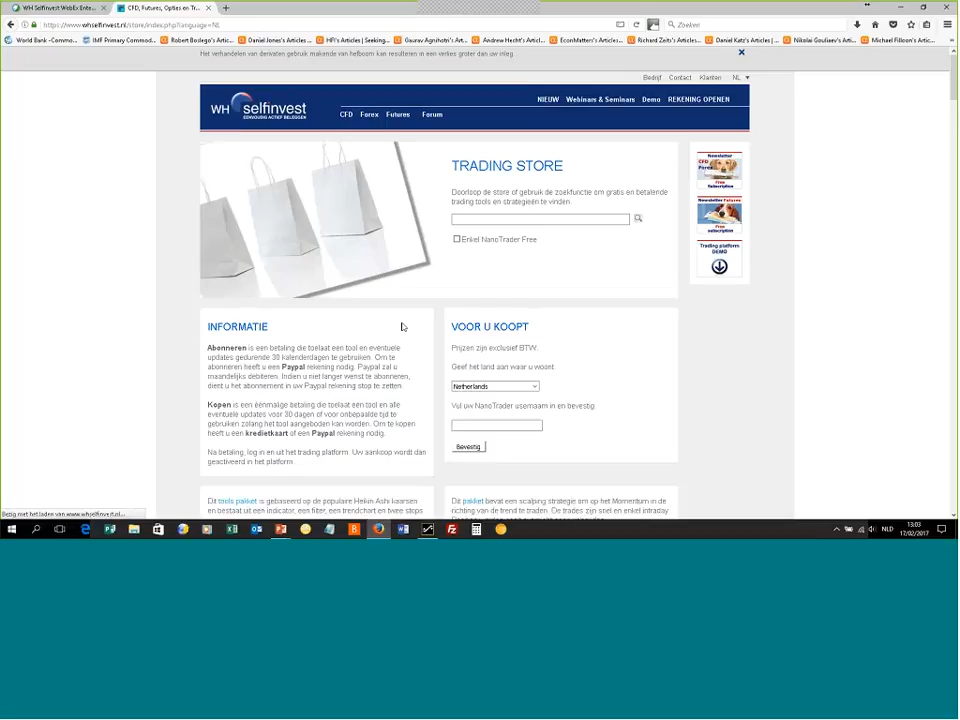 WH SelfInvest WebEx Ente...
CFD, Futures, Opties en Tr...
https://www.whselfinvest.nl/store/index.php?language=NL
Zoeken
World Bank -Commo...
IMF Primary Commod...
Robert Bodego's Artic...
Daniel Jones's Articles ...
HFI's Articles | Seeking...
Gaurav Agnihotri's Art...
Andrew Hecht's Articl...
EconMatters's Articles...
Richard Zeits's Articles...
Daniel Katz's Articles |...
Nikolai Gouliaev's Arti...
Michael Filloon's Artic...
Het verhandelen van derivaten gebruik makende van hefboom kan resulteren in een verlies groter dan uw inleg.
Bedrijf Contact Klanten NL
WH selfinvest
EENVOUDIG ACTIEF BELEGGEN
NIEUW Webinars & Seminars Demo REKENING OPENEN
CFD Forex Futures Forum
TRADING STORE
Doorloop de store of gebruik de zoekfunctie om gratis en betalende
trading tools en strategieën te vinden.
Enkel NanoTrader Free
Newsletter
CFD
Forex
Free
Subscription
Newsletter Futures
Free
subscription
Trading platform
DEMO
INFORMATIE
Abonneren is een betaling die toelaat een tool en eventuele
updates gedurende 30 kalenderdagen te gebruiken. Om te
abonneren heeft u een Paypal rekening nodig. Paypal zal u
maandelijks debiteren. Indien u niet langer wenst te abonneren,
dient u het abonnement in uw Paypal rekening stop te zetten.
Kopen is een éénmalige betaling die toelaat een tool en alle
eventuele updates voor 30 dagen of voor onbepaalde tijd te
gebruiken zolang het tool aangeboden kan worden. Om te kopen
heeft u een kredietkaart of een Paypal rekening nodig.
Na betaling, log in en uit het trading platform. Uw aankoop wordt dan
geactiveerd in het platform.
VOOR U KOOPT
Prijzen zijn exclusief BTW.
Geef het land aan waar u woont.
Netherlands
Vul uw NanoTrader username in en bevestig
Bevestig
Dit tools pakket is gebaseerd op de populaire Heikin Ashi kaarsen
en bestaat uit een indicator, een filter, een trendchart en twee stops
Dit pakket bevat een scalping strategie om op het Momentum in de
richting van de trend te traden. De trades zijn snel en enkel intraday
Bezig met het laden van www.whselfinvest.nl...
NLD
13:03
17/02/2017